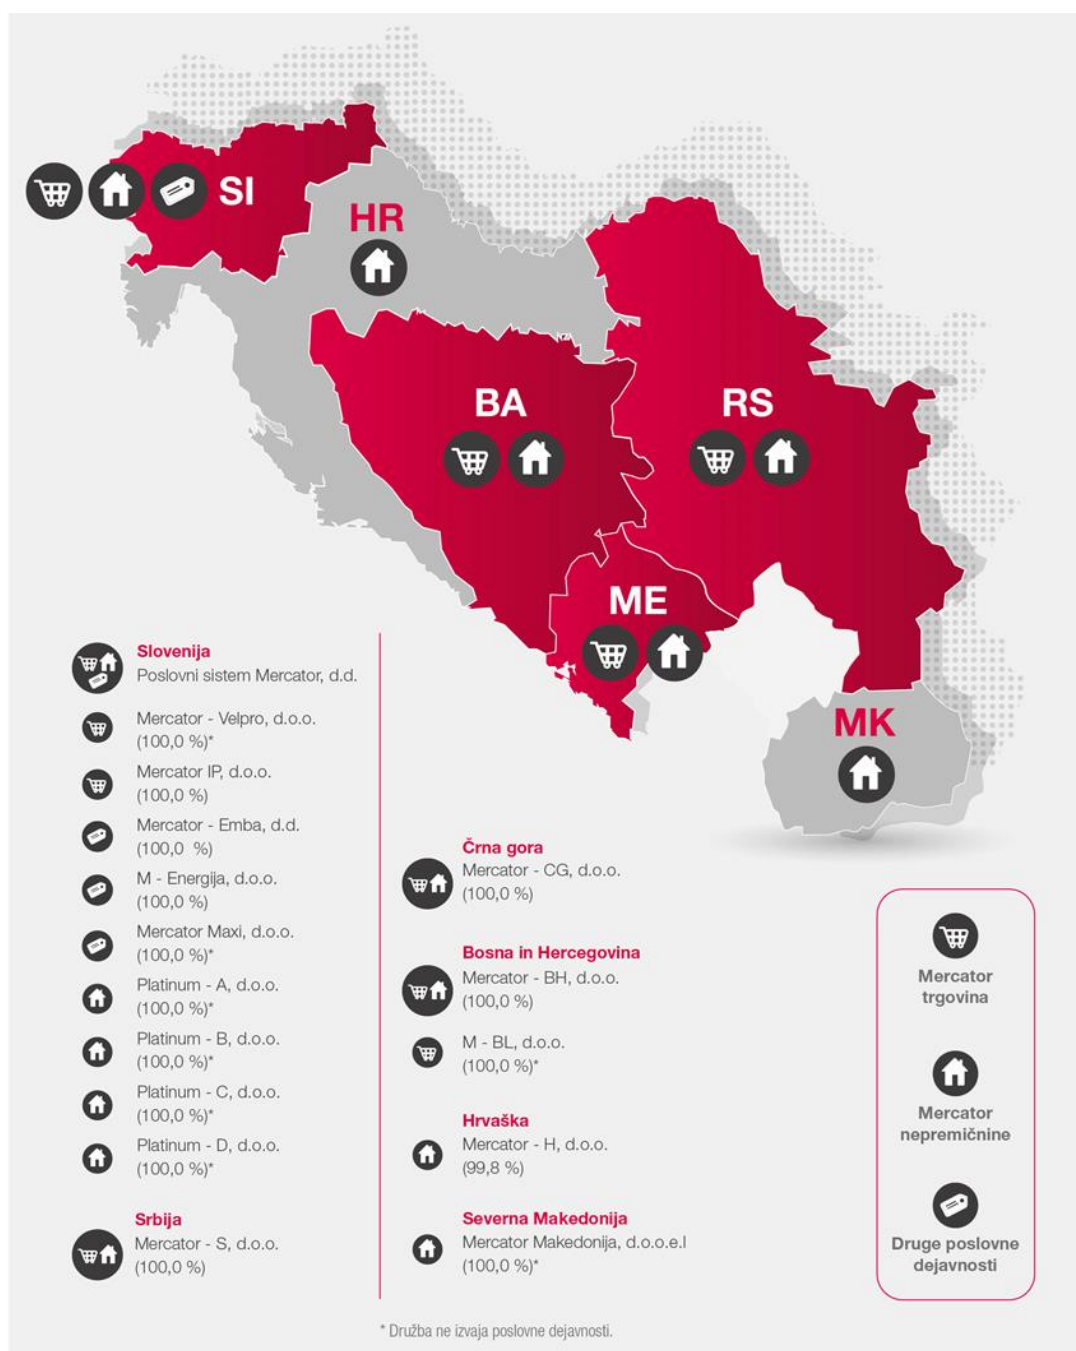 SI
HR
BA
RS
ME
MK
Slovenija
Poslovni sistem Mercator, d.d.
Mercator - Velpro, d.o.o.
(100,0 %)*
Mercator IP, d.o.o.
(100,0 %)
Mercator - Emba, d.d.
(100,0  %)
M - Energija, d.o.o.
(100,0 %)
Mercator Maxi, d.o.o.
(100,0 %)*
Platinum - A, d.o.o.
(100,0 %)*
Platinum - B, d.o.o.
(100,0 %)*
Platinum - C, d.o.o.
(100,0 %)*
Platinum - D, d.o.o.
(100,0 %)*
Srbija
Mercator - S, d.o.o.
(100,0 %)
Črna gora
Mercator - CG, d.o.o.
(100,0 %)
Bosna in Hercegovina
Mercator - BH, d.o.o.
(100,0 %)
M - BL, d.o.o.
(100,0 %)*
Hrvaška
Mercator - H, d.o.o.
(99,8 %)
Severna Makedonija
Mercator Makedonija, d.o.o.e.l
(100,0 %)*
Mercator
trgovina
Mercator
nepremičnine
Druge poslovne
dejavnosti
* Družba ne izvaja poslovne dejavnosti.